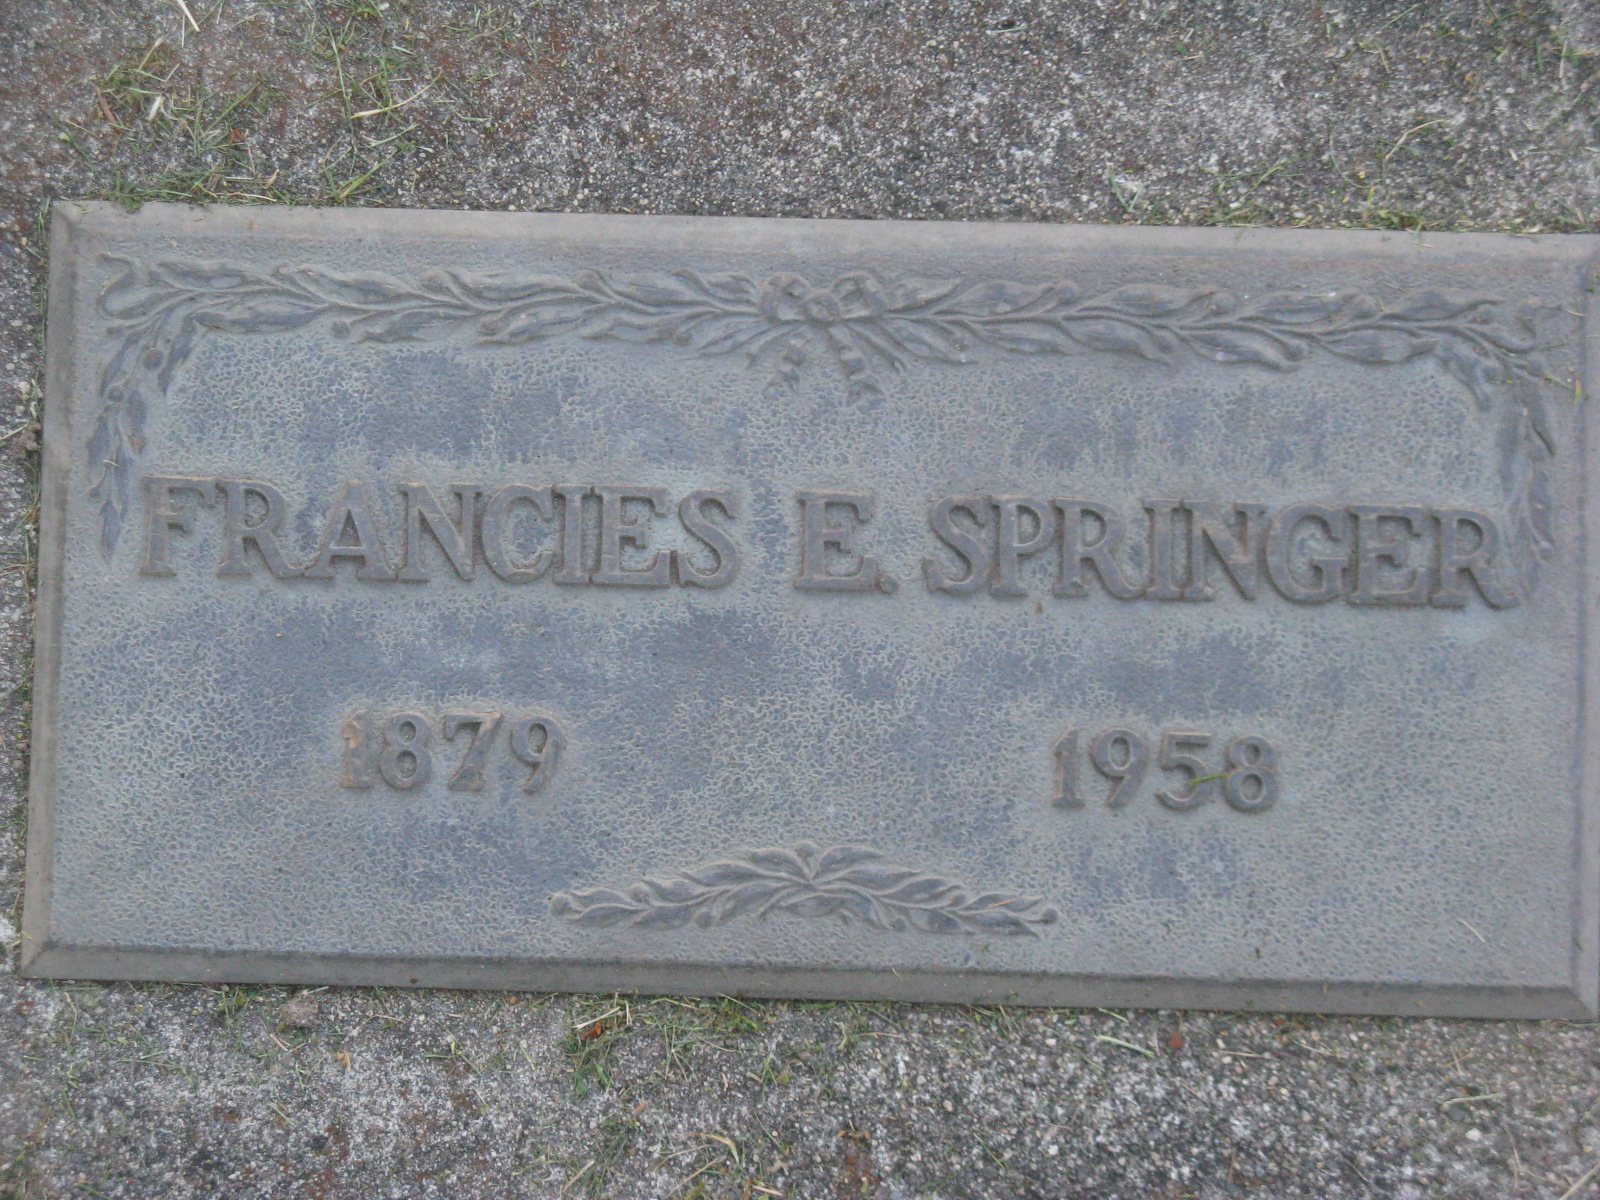 FRANCIES E. SPRINGER
1879 1958